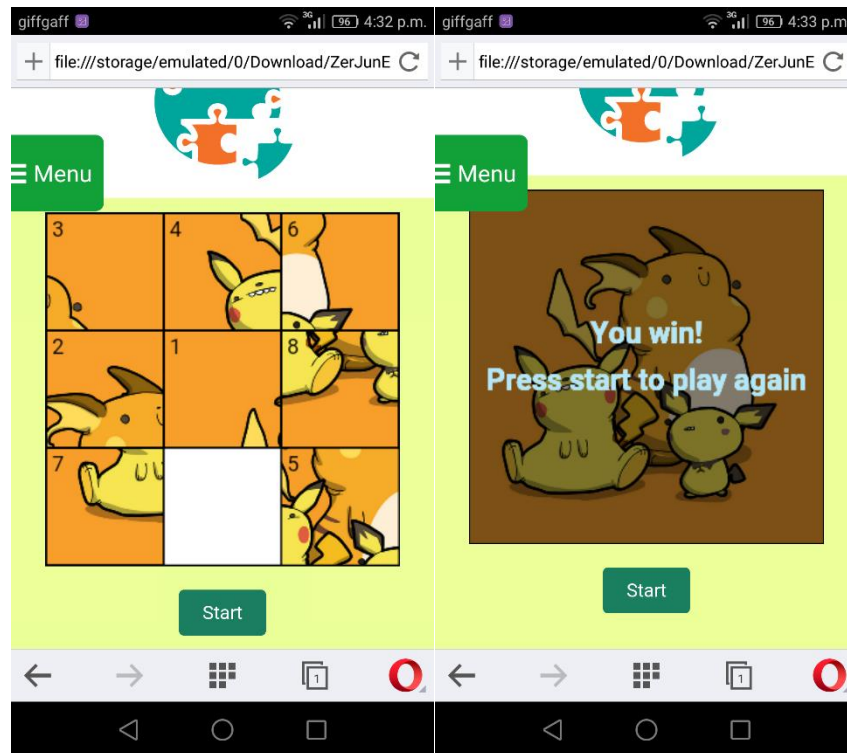 giffgaff 96 4:32 p.m.
file:///storage/emulated/0/Download/ZerJunE
Menu
3 4 6
2 1 8
7 5
Start
1
giffgaff 96 4:33 p.m
file:///storage/emulated/0/Download/ZerJunE
Menu
You win!
Press start to play again
Start
1